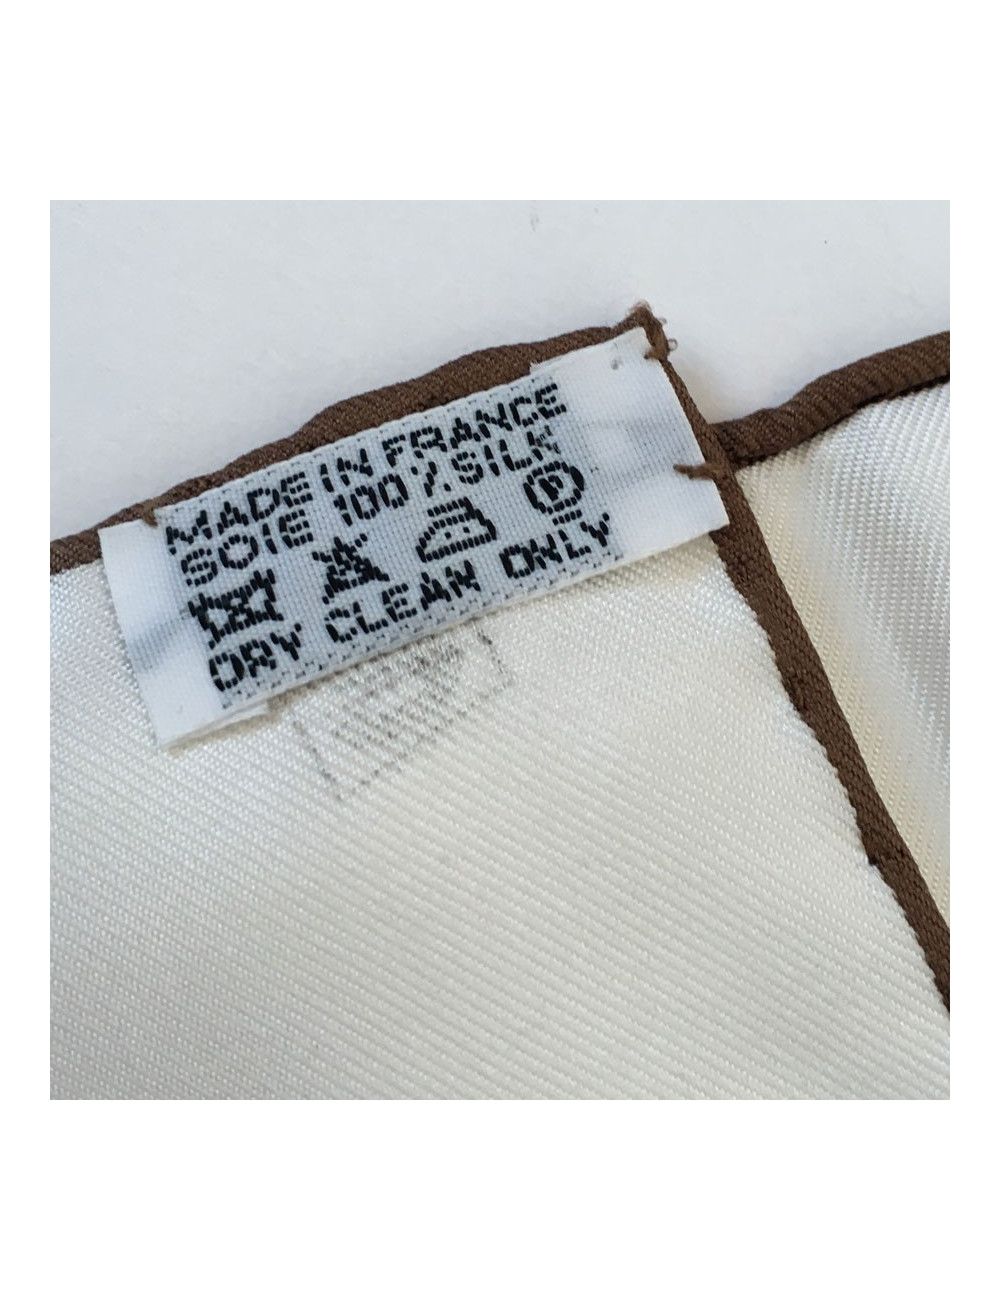 MADE IN FRANCE
SOIE 100 % SILK
P
DRY CLEAN ONLY